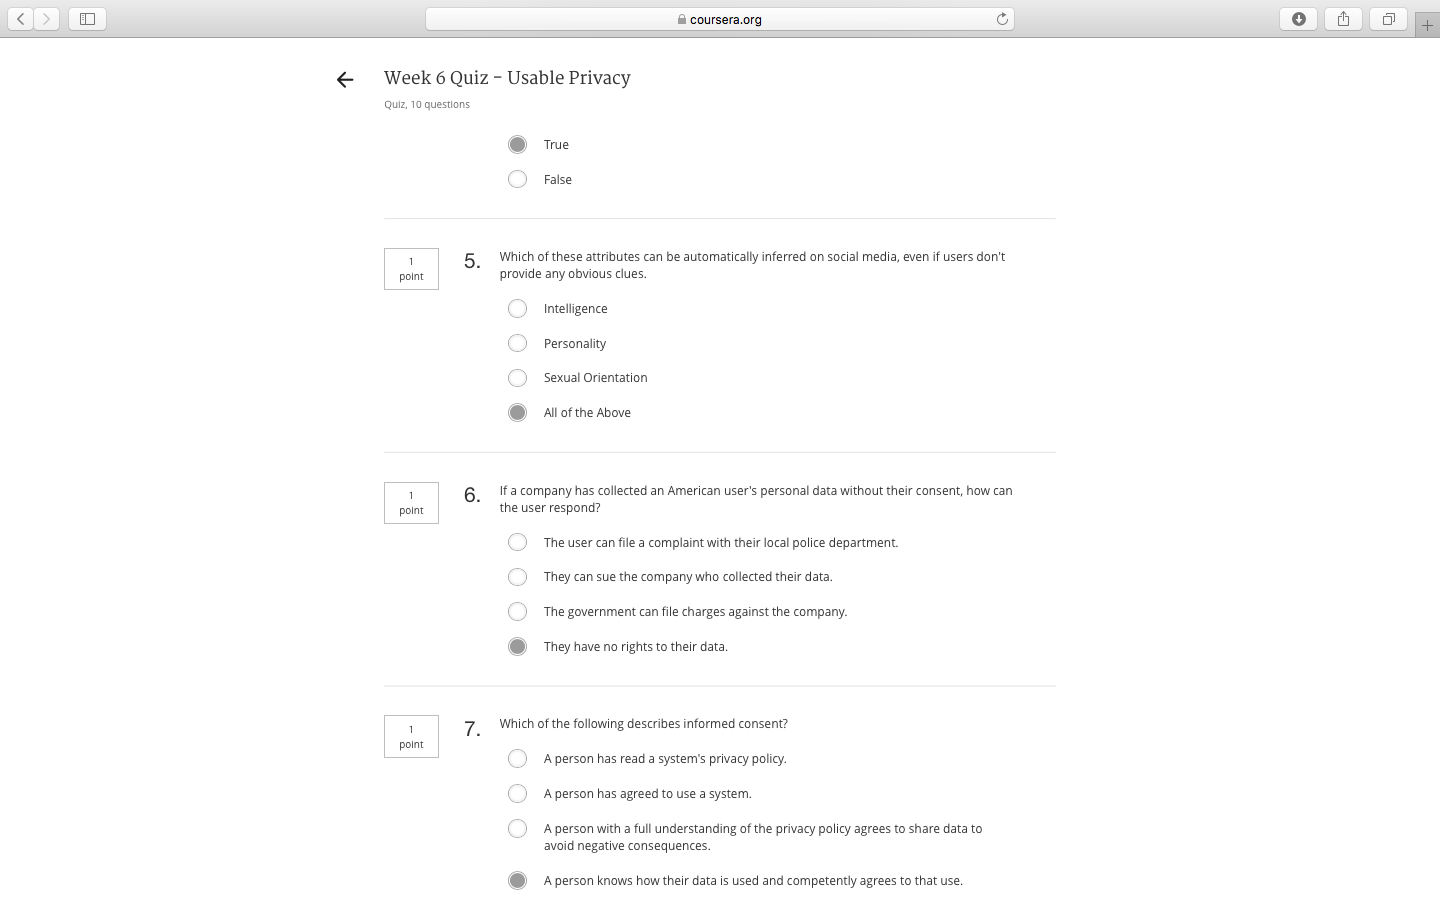 coursera.org
Week 6 Quiz - Usable Privacy
Quiz, 10 questions
True
False
1
point
5.
Which of these attributes can be automatically inferred on social media, even if users don't
provide any obvious clues.
Intelligence
Personality
Sexual Orientation
All of the Above
1
point
6.
If a company has collected an American user's personal data without their consent, how can
the user respond?
The user can file a complaint with their local police department.
They can sue the company who collected their data.
The government can file charges against the company.
They have no rights to their data.
1
point
7.
Which of the following describes informed consent?
A person has read a system's privacy policy.
A person has agreed to use a system.
A person with a full understanding of the privacy policy agrees to share data to
avoid negative consequences.
A person knows how their data is used and competently agrees to that use.